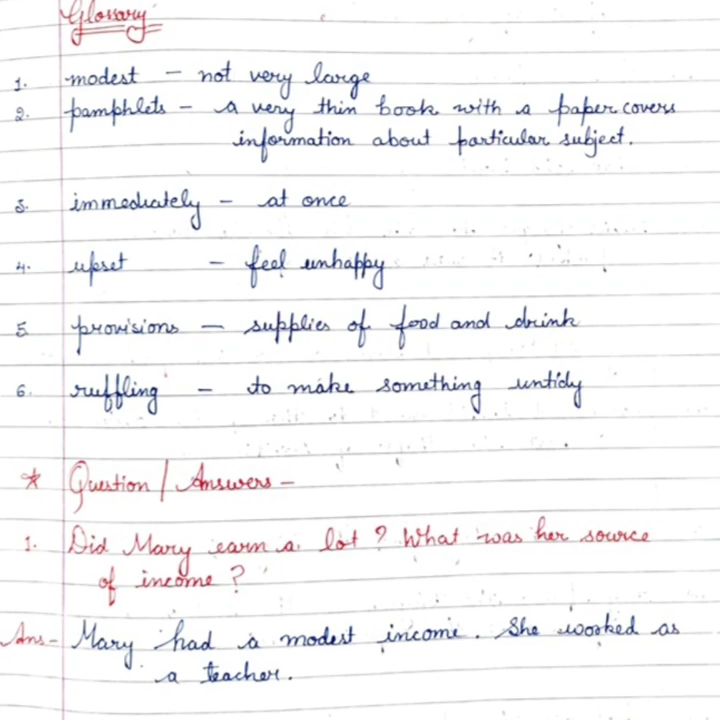 Glossary
1. modest - not very large
2. pamphlets - a very thin book with a paper covers
information about particular subject.
3. immediately - at once
4. upset - feel unhappy
5. provisions - supplies of food and drink
6. ruffling - to make something untidy
* Question / Answers -
1. Did Mary earn a lot ? What was her source
of income ?
Ans- Mary had a modest income. She worked as
a teacher.